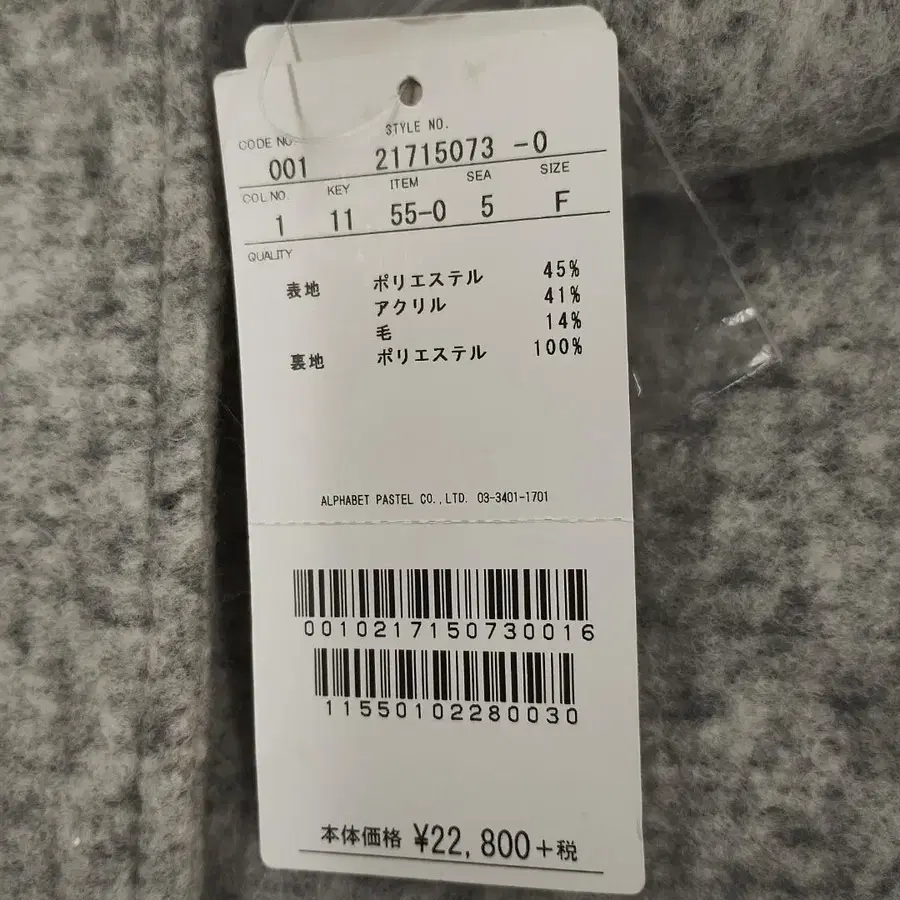 CODE NO. STYLE NO.
001 21715073 -0
COL.NO. KEY ITEM SEA SIZE
1 11 55-0 5 F
QUALITY
表地 ポリエステル 45%
アクリル 41%
毛 14%
裏地 ポリエステル 100%
ALPHABET PASTEL CO.,LTD. 03-3401-1701
0010217150730016
11550102280030
本体価格 ¥22,800+税